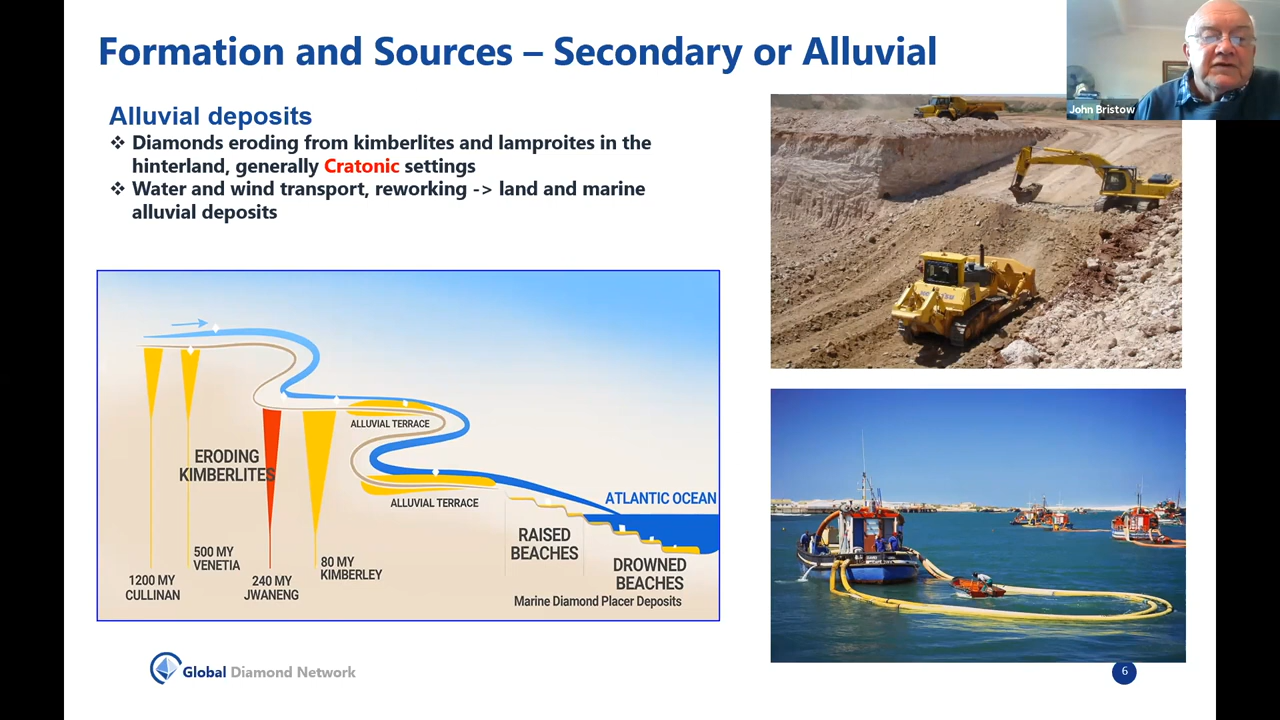 Formation and Sources – Secondary or Alluvial
John Bristow
Alluvial deposits
❖ Diamonds eroding from kimberlites and lamproites in the
hinterland, generally Cratonic settings
❖ Water and wind transport, reworking -> land and marine
alluvial deposits
ALLUVIAL TERRACE
ERODING
KIMBERLITES
ALLUVIAL TERRACE
ATLANTIC OCEAN
RAISED
BEACHES
DROWNED
BEACHES
500 MY
VENETIA
80 MY
KIMBERLEY
1200 MY
CULLINAN
240 MY
JWANENG
Marine Diamond Placer Deposits
Global Diamond Network
6